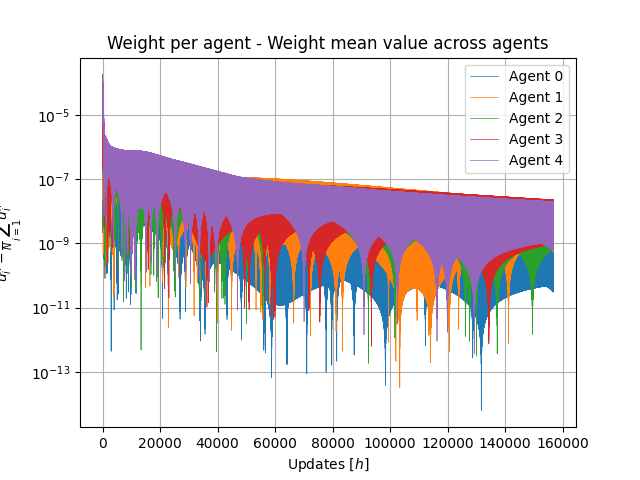 Weight per agent - Weight mean value across agents
Agent 0
Agent 1
Agent 2
Agent 3
Agent 4
10⁻⁵
10⁻⁷
10⁻⁹
10⁻¹¹
10⁻¹³
0 20000 40000 60000 80000 100000 120000 140000 160000
Updates [h]